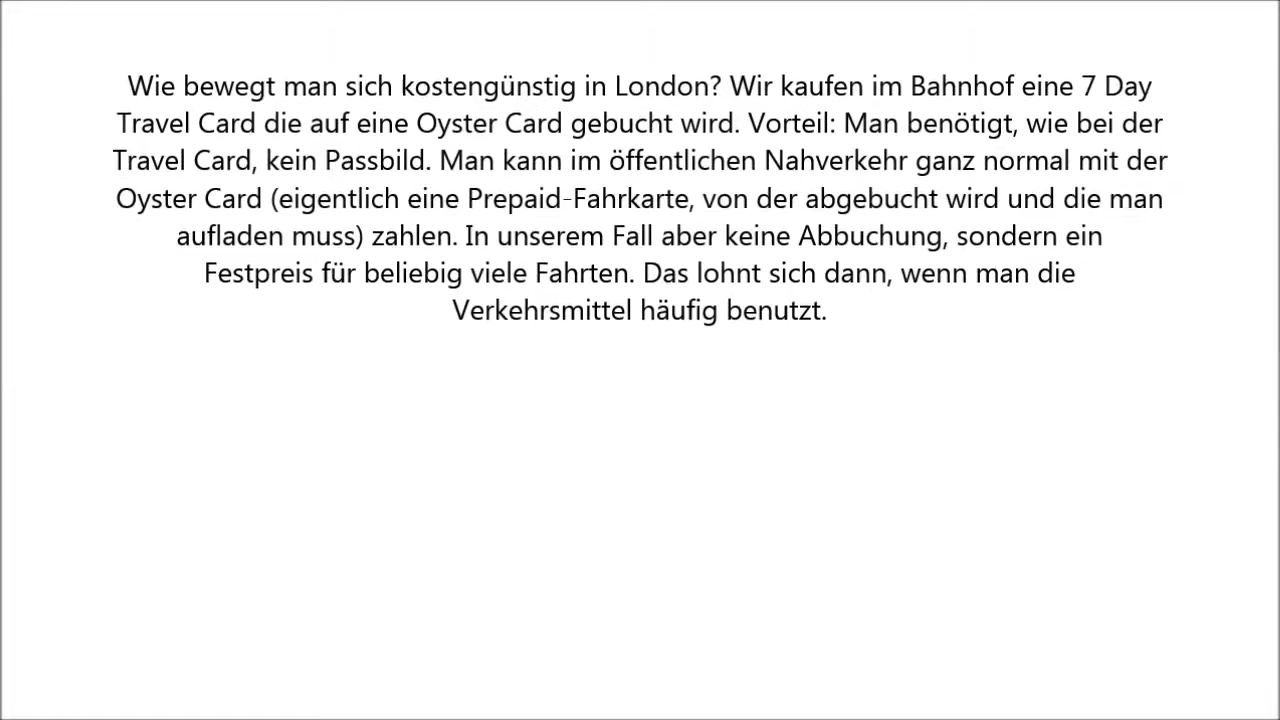 Wie bewegt man sich kostengünstig in London? Wir kaufen im Bahnhof eine 7 Day
Travel Card die auf eine Oyster Card gebucht wird. Vorteil: Man benötigt, wie bei der
Travel Card, kein Passbild. Man kann im öffentlichen Nahverkehr ganz normal mit der
Oyster Card (eigentlich eine Prepaid-Fahrkarte, von der abgebucht wird und die man
aufladen muss) zahlen. In unserem Fall aber keine Abbuchung, sondern ein
Festpreis für beliebig viele Fahrten. Das lohnt sich dann, wenn man die
Verkehrsmittel häufig benutzt.